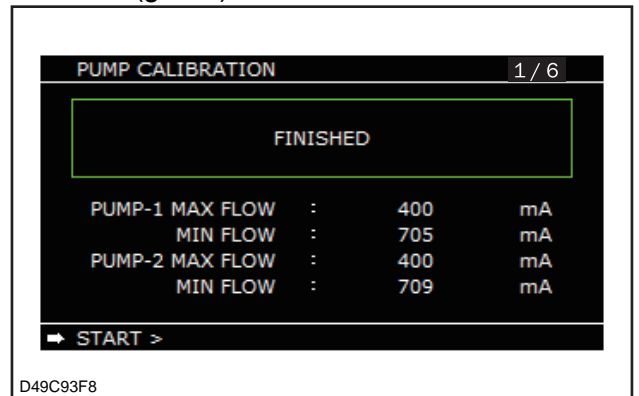 PUMP CALIBRATION 1/6
FINISHED
PUMP-1 MAX FLOW : 400 mA
MIN FLOW : 705 mA
PUMP-2 MAX FLOW : 400 mA
MIN FLOW : 709 mA
➡ START >
D49C93F8